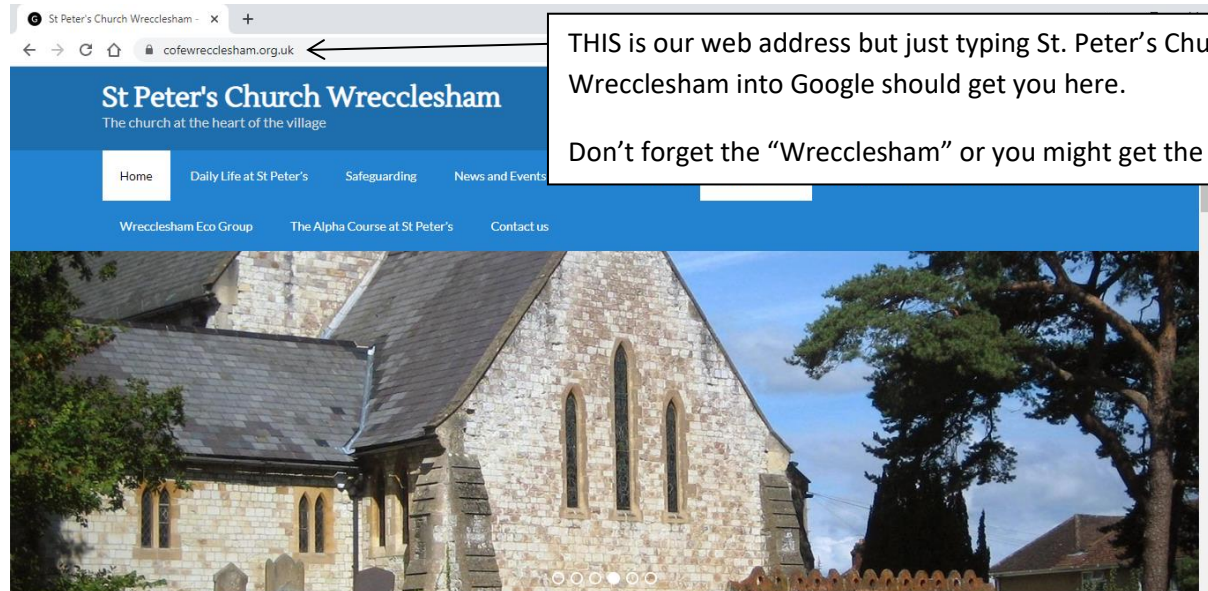 St Peter's Church Wrecclesham -
cofewrecclesham.org.uk
THIS is our web address but just typing St. Peter’s Chu
Wrecclesham into Google should get you here.
Don’t forget the “Wrecclesham” or you might get the
St Peter's Church Wrecclesham
The church at the heart of the village
Home Daily Life at St Peter's Safeguarding News and Events
Wrecclesham Eco Group The Alpha Course at St Peter's Contact us